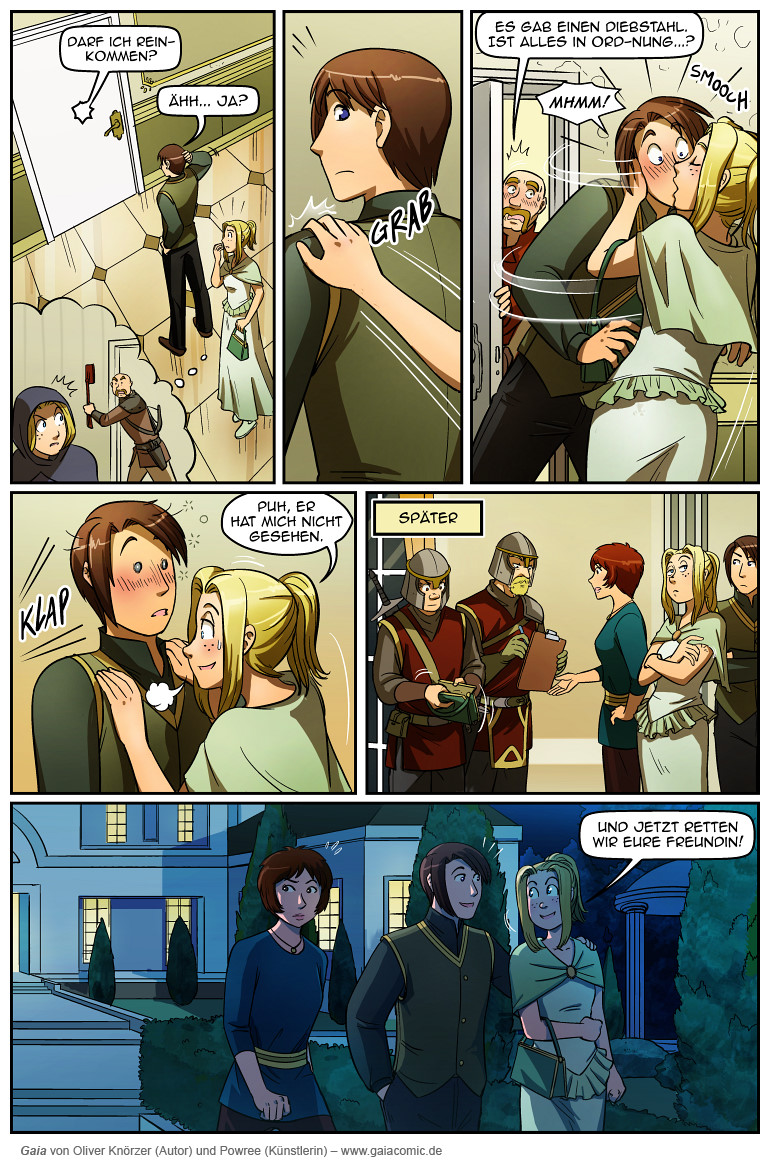 DARF ICH REIN-
KOMMEN?
ÄHH... JA?
GRAB
ES GAB EINEN DIEBSTAHL.
IST ALLES IN ORD-NUNG...?
MHMM!
SMOOCH
KLAP
PUH, ER
HAT MICH NICHT
GESEHEN.
SPÄTER
UND JETZT RETTEN
WIR EURE FREUNDIN!
Gaia von Oliver Knörzer (Autor) und Powree (Künstlerin) – www.gaiacomic.de